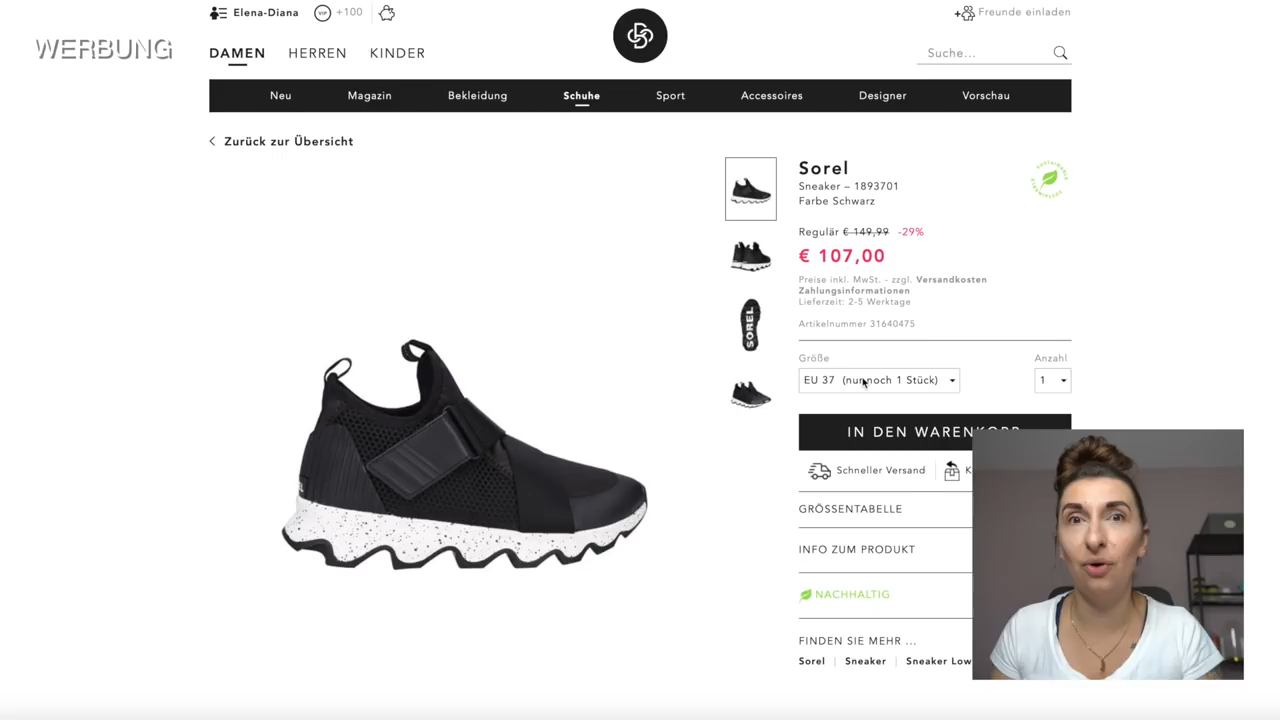 Elena-Diana
VIP
+100
Freunde einladen
WERBUNG
DAMEN
HERREN
KINDER
Suche...
Neu
Magazin
Bekleidung
Schuhe
Sport
Accessoires
Designer
Vorschau
Zurück zur Übersicht
Sorel
Sneaker – 1893701
Farbe Schwarz
Regulär € 149,99 -29%
€ 107,00
Preise inkl. MwSt. - zzgl. Versandkosten
Zahlungsinformationen
Lieferzeit: 2-5 Werktage
Artikelnummer 31640475
SOREL
Größe
Anzahl
EU 37 (nur noch 1 Stück)
1
IN DEN WARENKORB
Schneller Versand
K
GRÖSSENTABELLE
INFO ZUM PRODUKT
NACHHALTIG
FINDEN SIE MEHR ...
Sorel
Sneaker
Sneaker Low